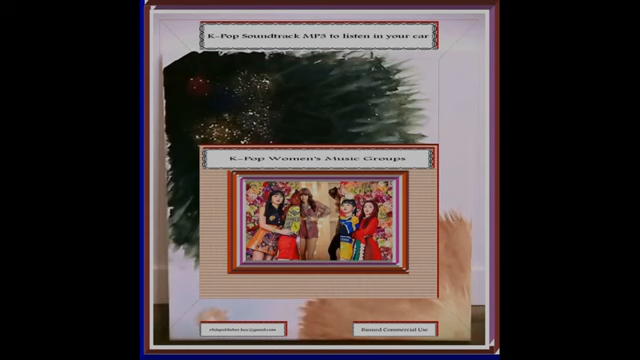 K-Pop Soundtrack MP3 to listen in your car
K-Pop Women's Music Groups
Banned Commercial Use